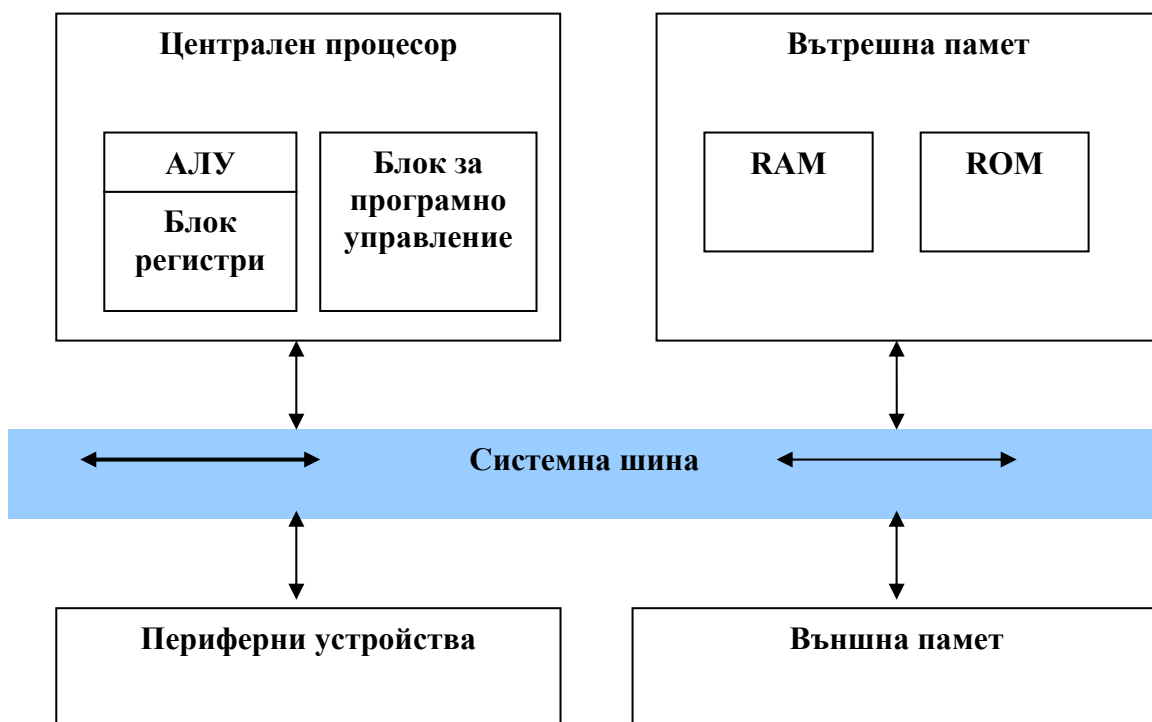 Централен процесор
АЛУ
Блок
регистри
Блок за
програмно
управление
Вътрешна памет
RAM
ROM
Системна шина
Периферни устройства
Външна памет